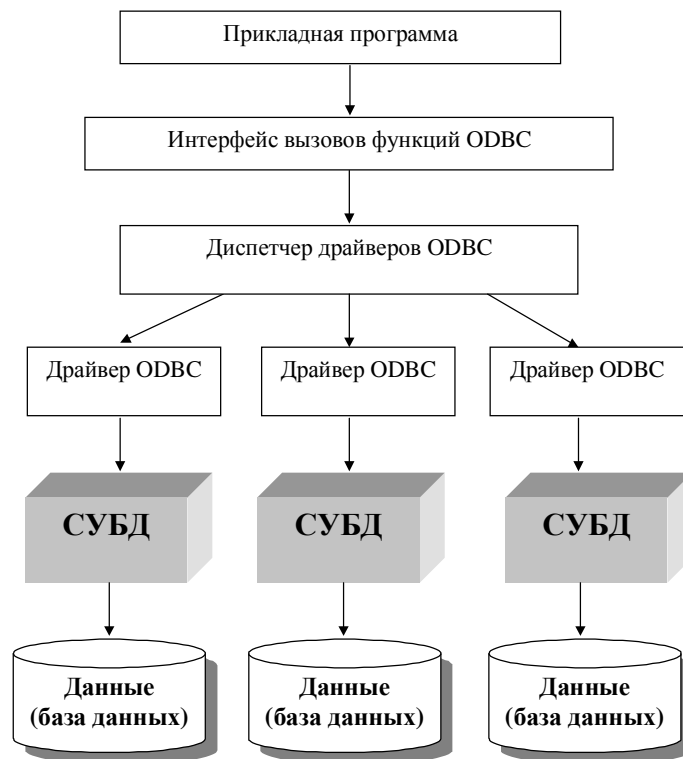 Прикладная программа
Интерфейс вызовов функций ODBC
Диспетчер драйверов ODBC
Драйвер ODBC
Драйвер ODBC
Драйвер ODBC
СУБД
СУБД
СУБД
Данные
(база данных)
Данные
(база данных)
Данные
(база данных)